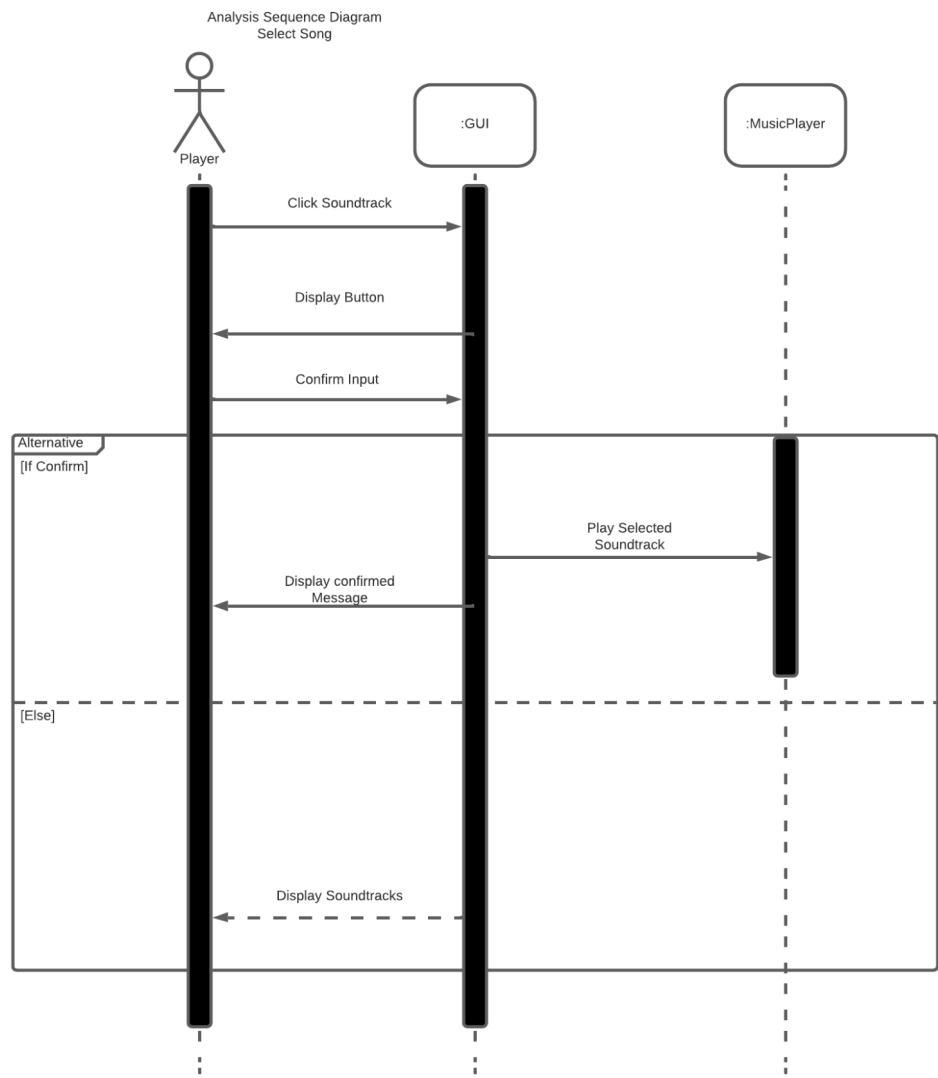 Analysis Sequence Diagram
Select Song
Player
:GUI
:MusicPlayer
Click Soundtrack
Display Button
Confirm Input
Alternative
[If Confirm]
Play Selected
Soundtrack
Display confirmed
Message
[Else]
Display Soundtracks